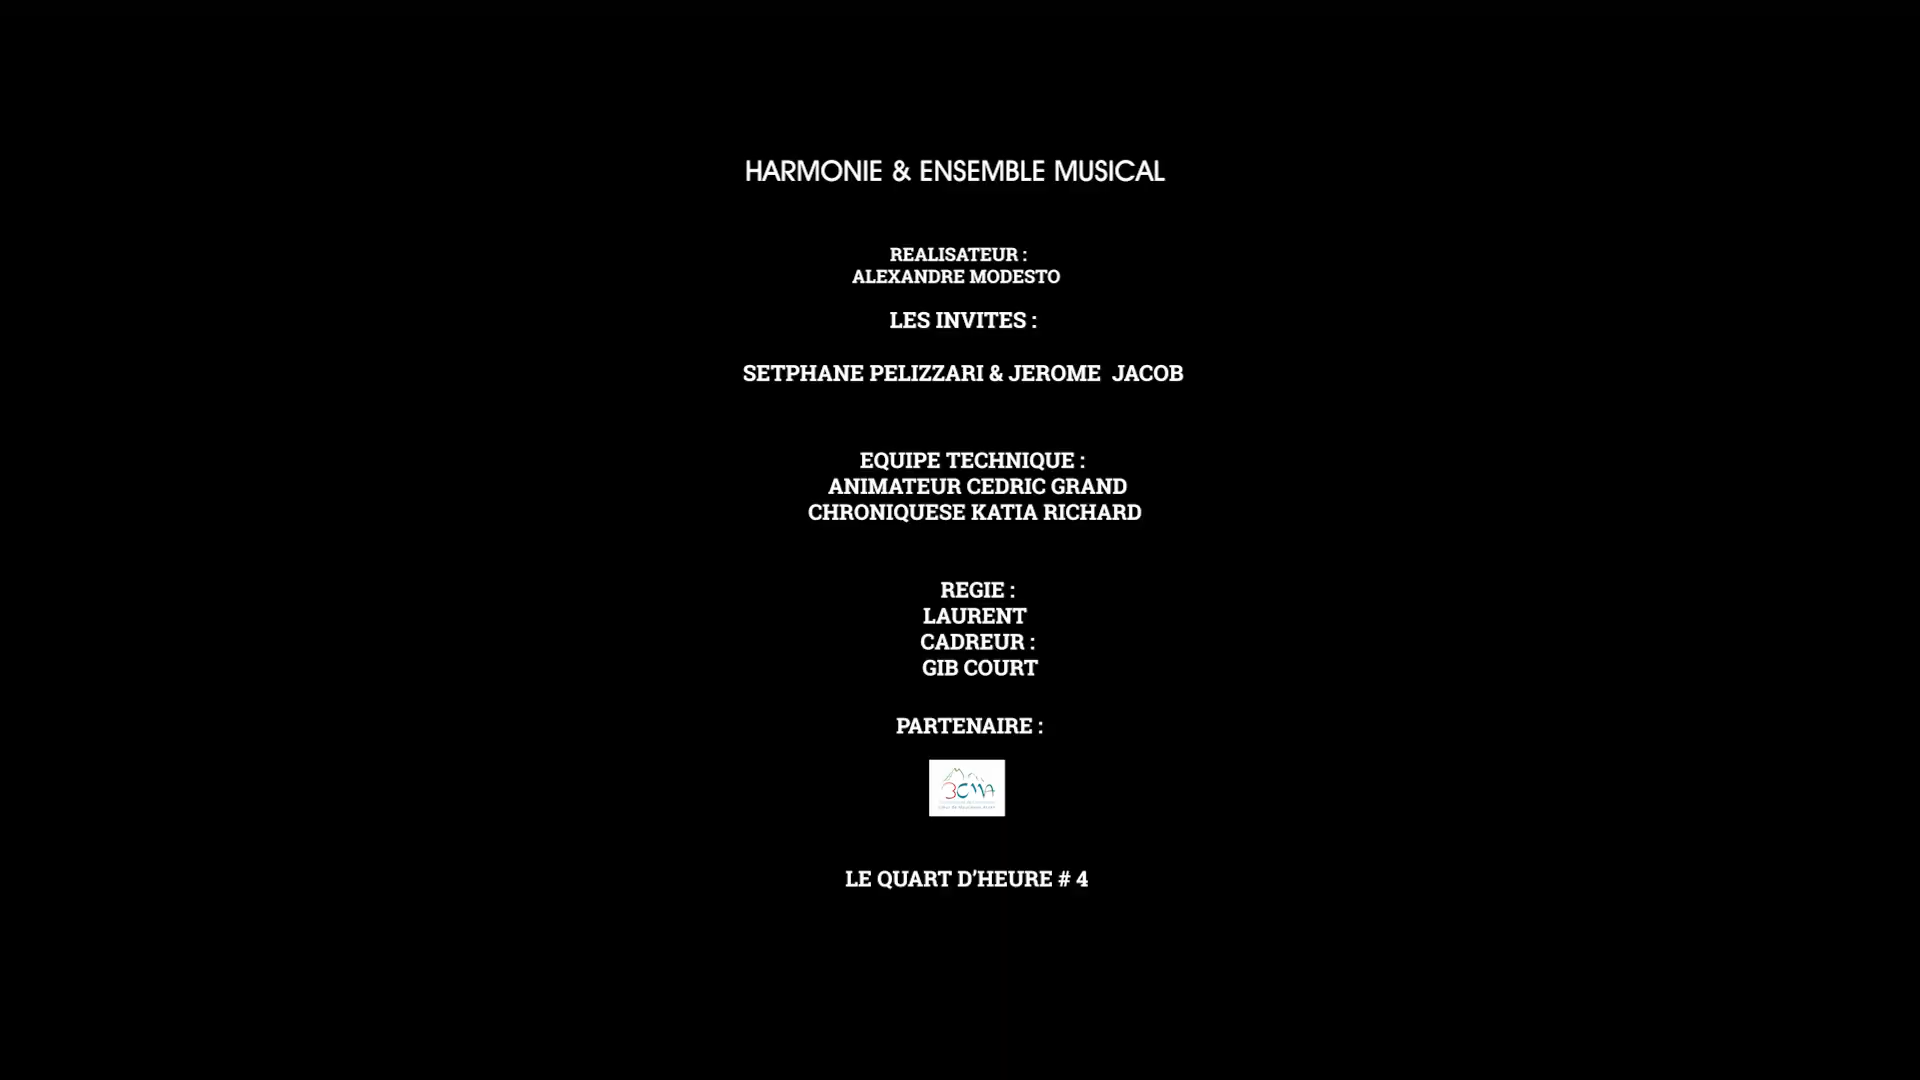 HARMONIE & ENSEMBLE MUSICAL
REALISATEUR :
ALEXANDRE MODESTO
LES INVITES :
SETPHANE PELIZZARI & JEROME JACOB
EQUIPE TECHNIQUE :
ANIMATEUR CEDRIC GRAND
CHRONIQUESE KATIA RICHARD
REGIE :
LAURENT
CADREUR :
GIB COURT
PARTENAIRE :
3CMA
LE QUART D’HEURE # 4